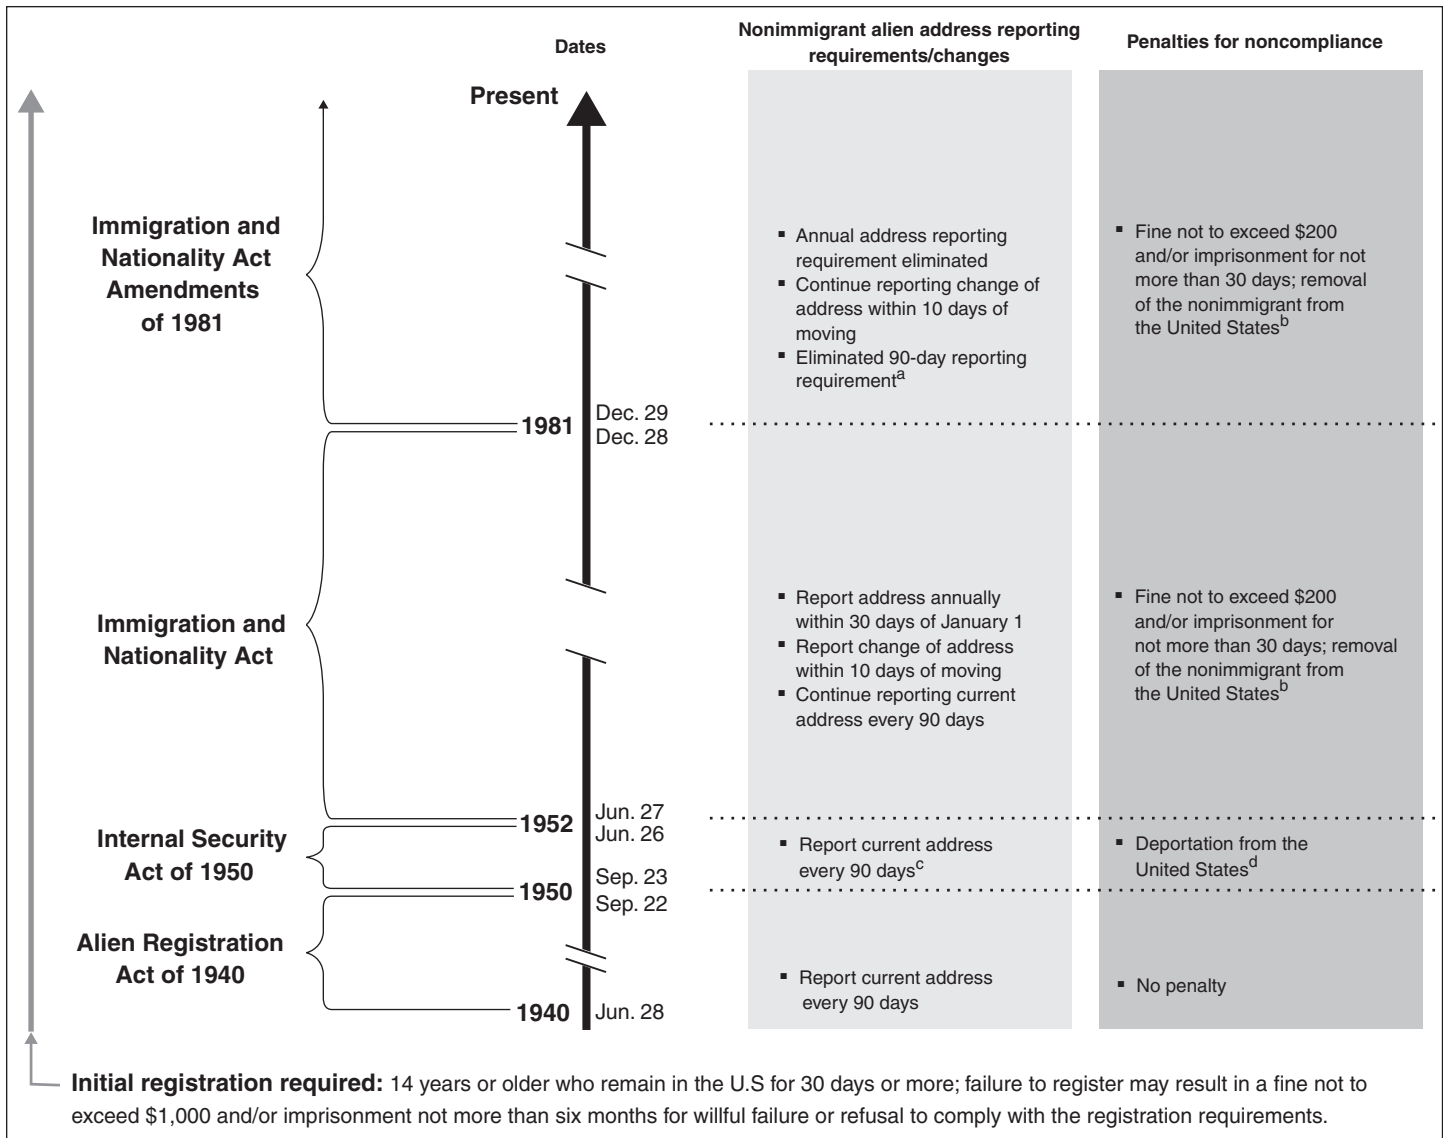 Dates
Nonimmigrant alien address reporting
requirements/changes
Penalties for noncompliance
Present
Immigration and
Nationality Act
Amendments
of 1981
▪ Annual address reporting
requirement eliminated
▪ Continue reporting change of
address within 10 days of
moving
▪ Eliminated 90-day reporting
requirementa
▪ Fine not to exceed $200
and/or imprisonment for not
more than 30 days; removal
of the nonimmigrant from
the United Statesb
1981
Dec. 29
Dec. 28
Immigration and
Nationality Act
▪ Report address annually
within 30 days of January 1
▪ Report change of address
within 10 days of moving
▪ Continue reporting current
address every 90 days
▪ Fine not to exceed $200
and/or imprisonment for
not more than 30 days; removal
of the nonimmigrant from
the United Statesb
1952
Jun. 27
Jun. 26
Internal Security
Act of 1950
▪ Report current address
every 90 daysc
▪ Deportation from the
United Statesd
1950
Sep. 23
Sep. 22
Alien Registration
Act of 1940
▪ Report current address
every 90 days
▪ No penalty
1940
Jun. 28
Initial registration required: 14 years or older who remain in the U.S for 30 days or more; failure to register may result in a fine not to
exceed $1,000 and/or imprisonment not more than six months for willful failure or refusal to comply with the registration requirements.